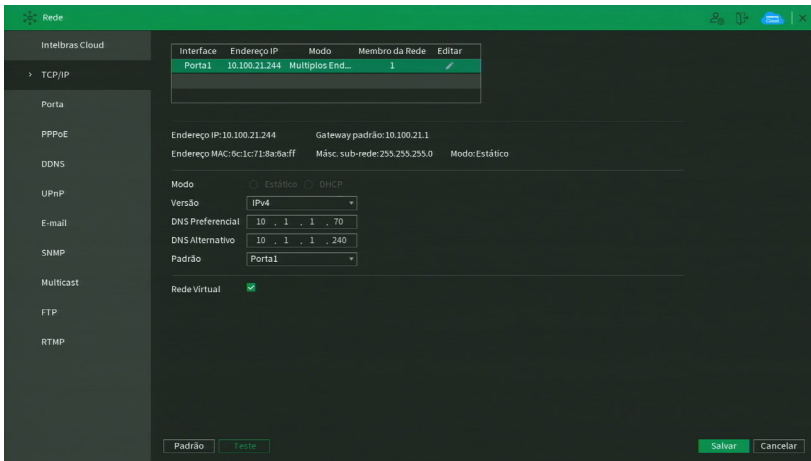 Rede
Intelbras Cloud
> TCP/IP
Porta
PPPoE
DDNS
UPnP
E-mail
SNMP
Multicast
FTP
RTMP
Interface Endereço IP Modo Membro da Rede Editar
Porta1 10.100.21.244 Multiplos End... 1
Endereço IP:10.100.21.244 Gateway padrão:10.100.21.1
Endereço MAC:6c:1c:71:8a:6a:ff Másc. sub-rede:255.255.255.0 Modo:Estático
Modo Estático DHCP
Versão IPv4
DNS Preferencial 10 . 1 . 1 . 70
DNS Alternativo 10 . 1 . 1 . 240
Padrão Porta1
Rede Virtual
Padrão Teste Salvar Cancelar